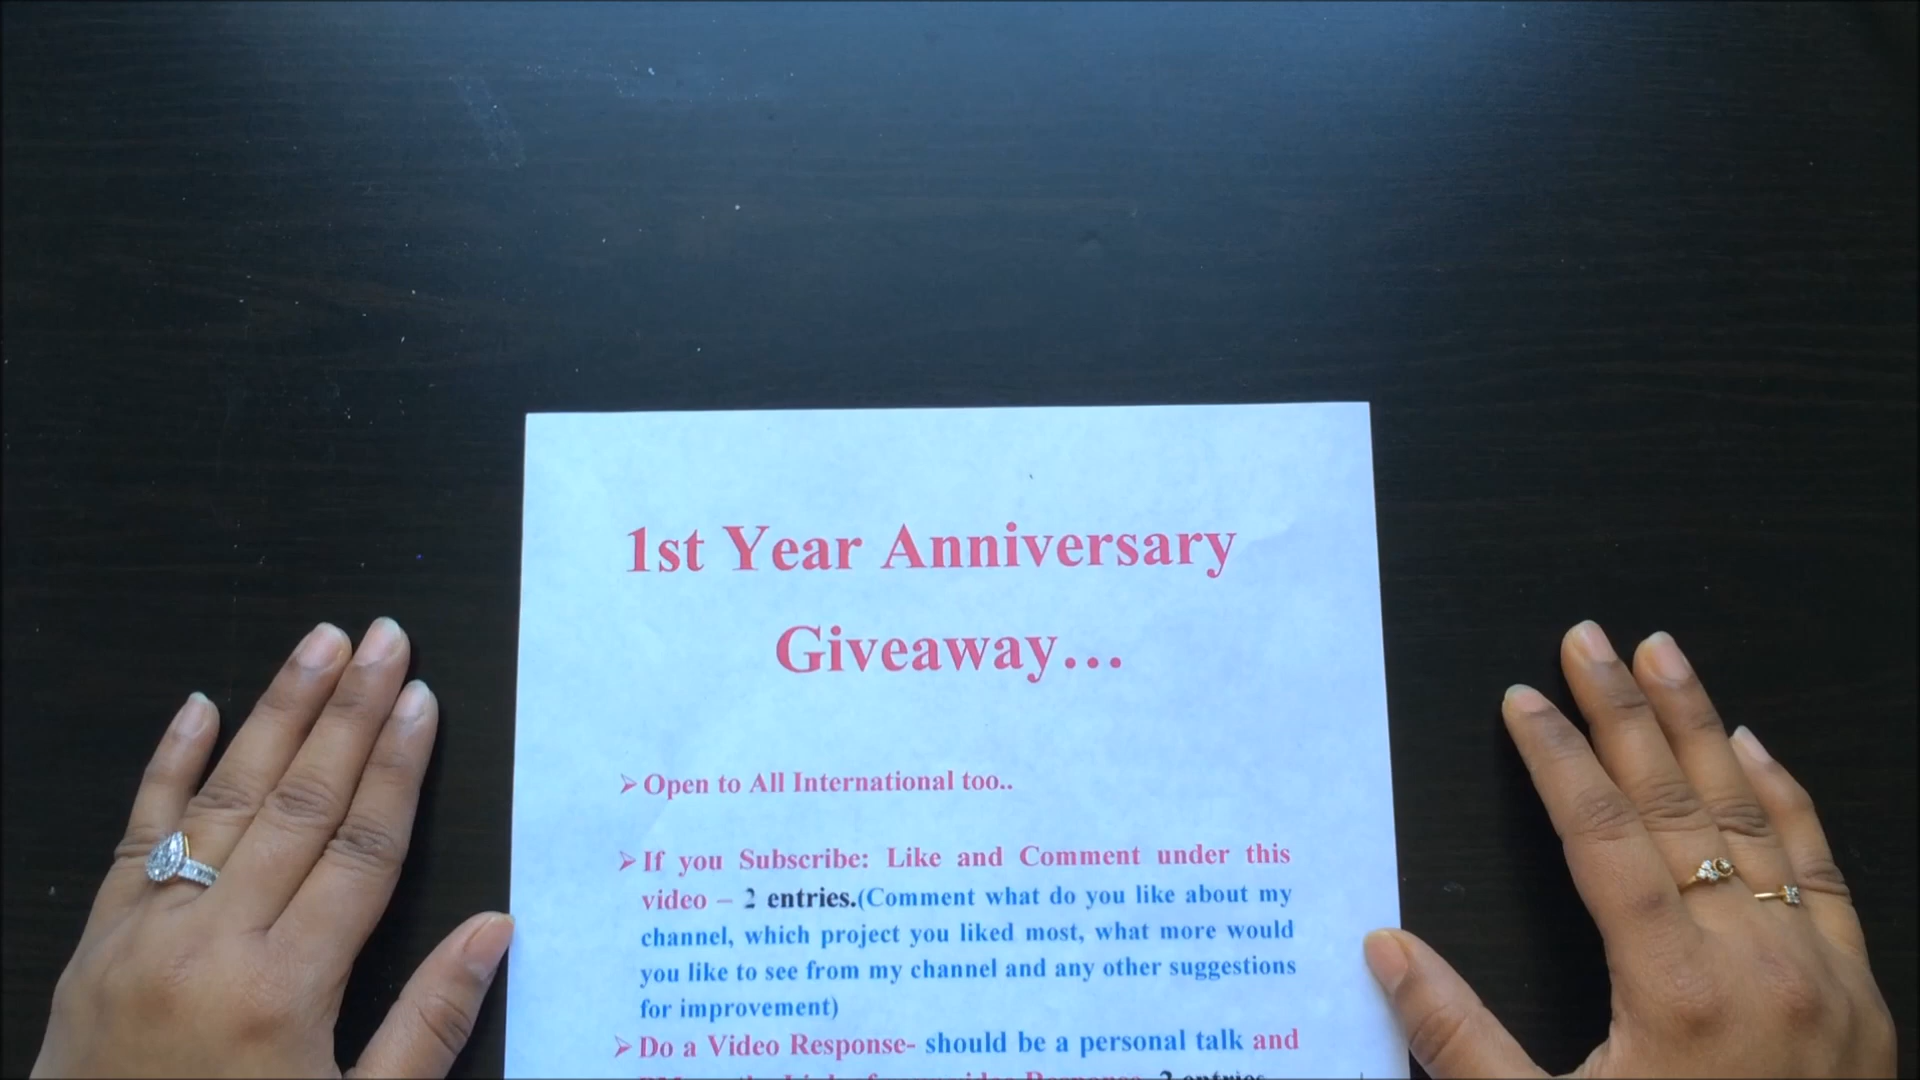 1st Year Anniversary
Giveaway...
➢ Open to All International too..
➢ If you Subscribe: Like and Comment under this
video – 2 entries.(Comment what do you like about my
channel, which project you liked most, what more would
you like to see from my channel and any other suggestions
for improvement)
➢ Do a Video Response- should be a personal talk and